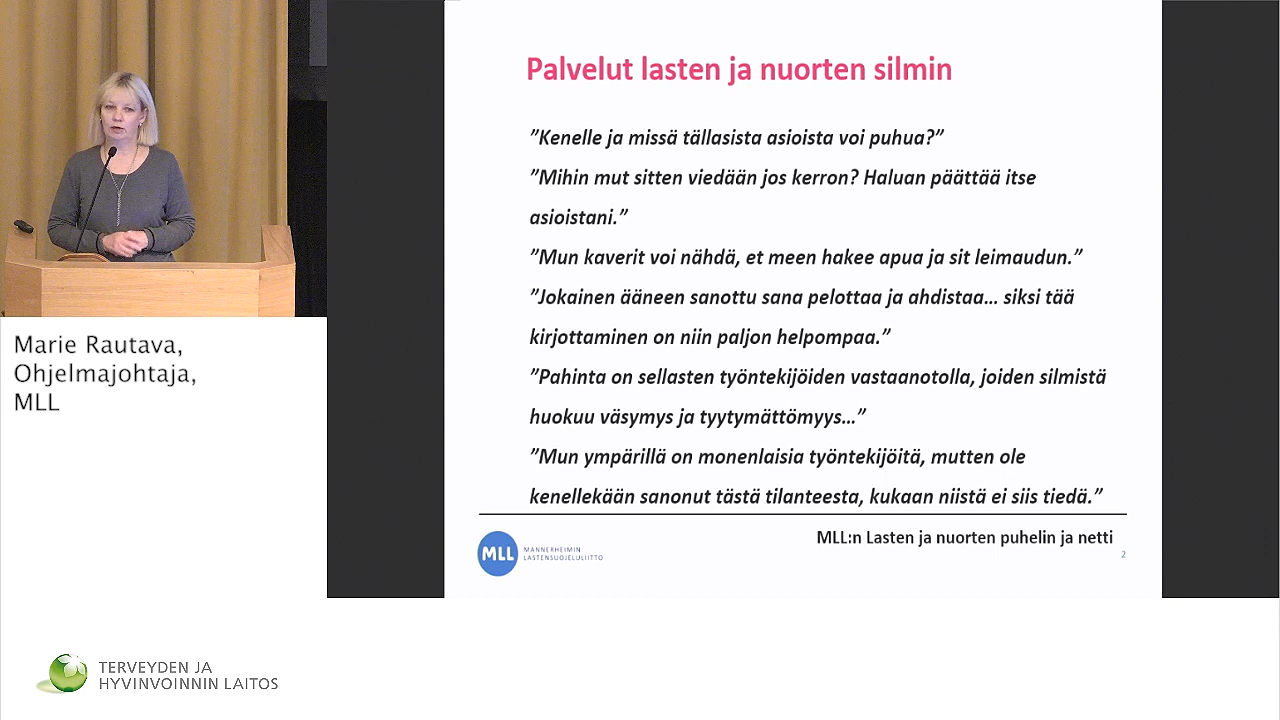 Palvelut lasten ja nuorten silmin
”Kenelle ja missä tällasista asioista voi puhua?”
”Mihin mut sitten viedään jos kerron? Haluan päättää itse
asioistani.”
”Mun kaverit voi nähdä, et meen hakee apua ja sit leimaudun.”
”Jokainen ääneen sanottu sana pelottaa ja ahdistaa... siksi tää
kirjottaminen on niin paljon helpompaa.”
”Pahinta on sellasten työntekijöiden vastaanotolla, joiden silmistä
huokuu väsymys ja tyytymättömyys...”
”Mun ympärillä on monenlaisia työntekijöitä, mutten ole
kenellekään sanonut tästä tilanteesta, kukaan niistä ei siis tiedä.”
MLL:n Lasten ja nuorten puhelin ja netti
2
MLL
MANNERHEIMIN
LASTENSUOJELULIITTO
Marie Rautava,
Ohjelmajohtaja,
MLL
TERVEYDEN JA
HYVINVOINNIN LAITOS